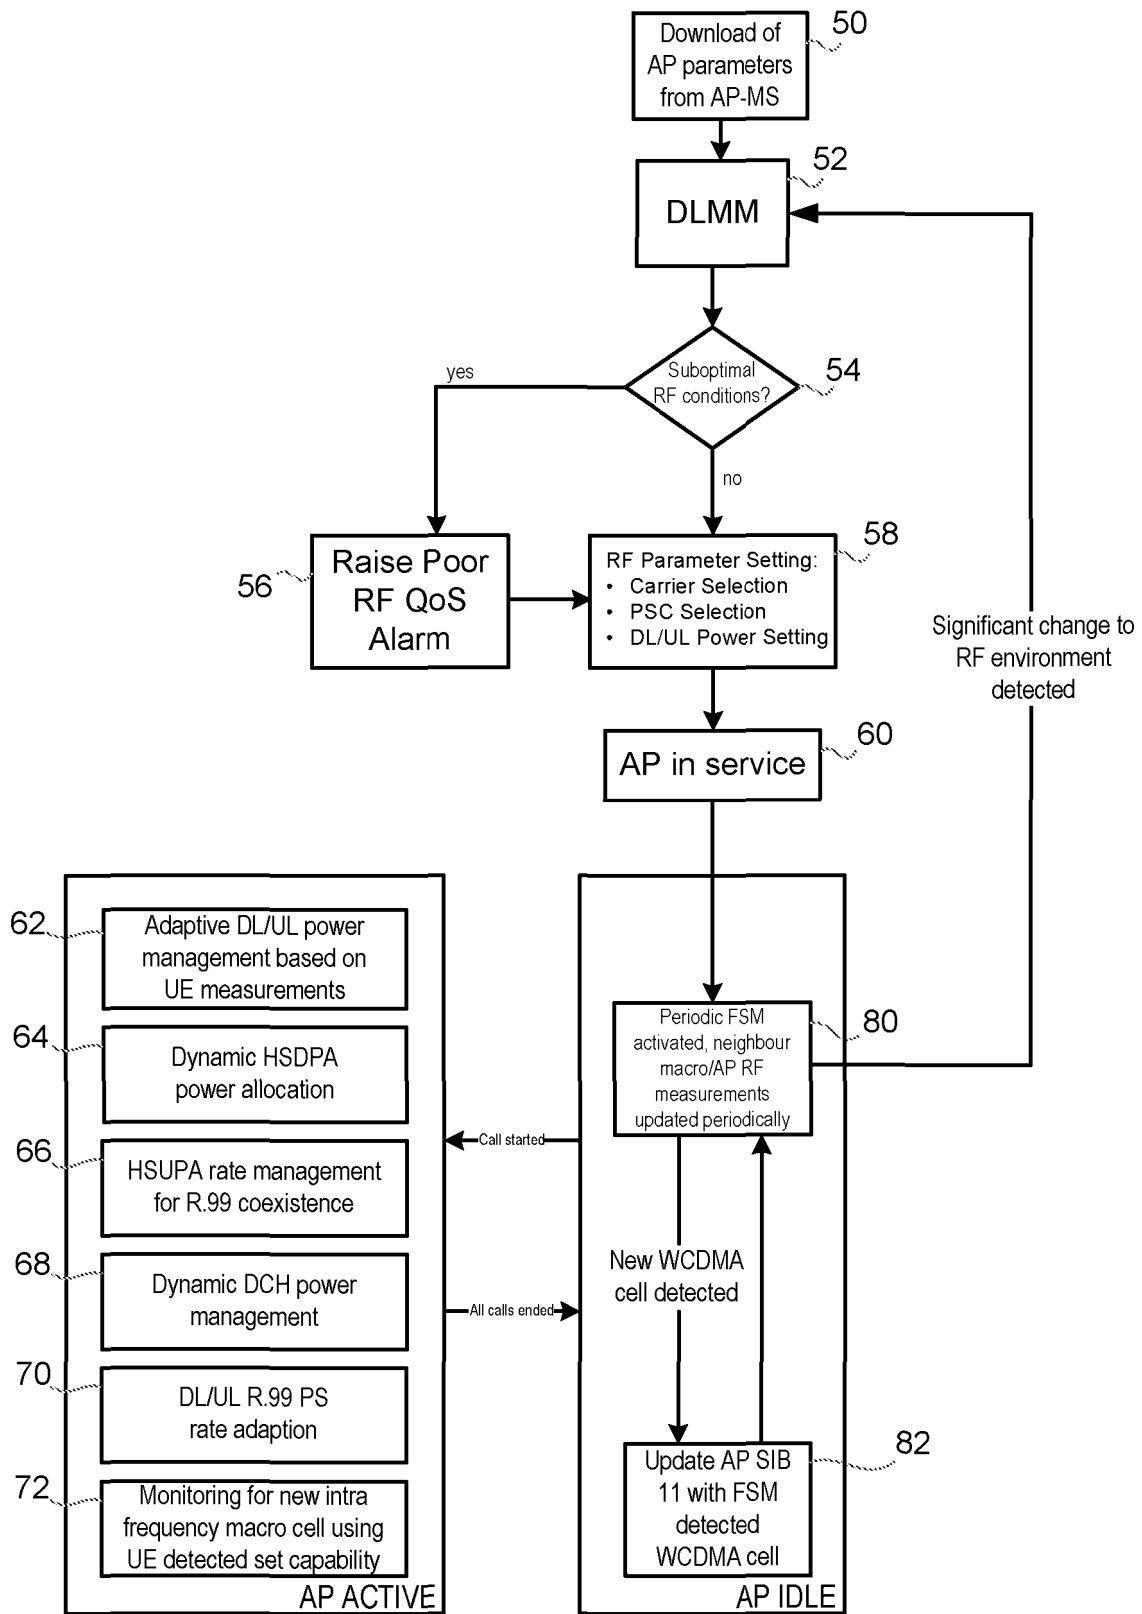 Download of
AP parameters
from AP-MS
50
DLMM
52
Suboptimal
RF conditions?
54
yes
no
Raise Poor
RF QoS
Alarm
56
RF Parameter Setting:
• Carrier Selection
• PSC Selection
• DL/UL Power Setting
58
Significant change to
RF environment
detected
AP in service
60
62
Adaptive DL/UL power
management based on
UE measurements
64
Dynamic HSDPA
power allocation
66
HSUPA rate management
for R.99 coexistence
68
Dynamic DCH power
management
70
DL/UL R.99 PS
rate adaption
72
Monitoring for new intra
frequency macro cell using
UE detected set capability
AP ACTIVE
Call started
All calls ended
Periodic FSM
activated, neighbour
macro/AP RF
measurements
updated periodically
80
New WCDMA
cell detected
Update AP SIB
11 with FSM
detected
WCDMA cell
82
AP IDLE